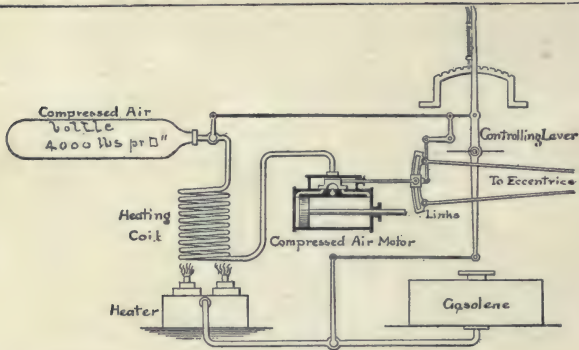 Compressed Air
bottle
4000 lbs pr □"
Controlling Lever
To Eccentrics
Heating
Coil
Links
Compressed Air Motor
Heater
Gasolene